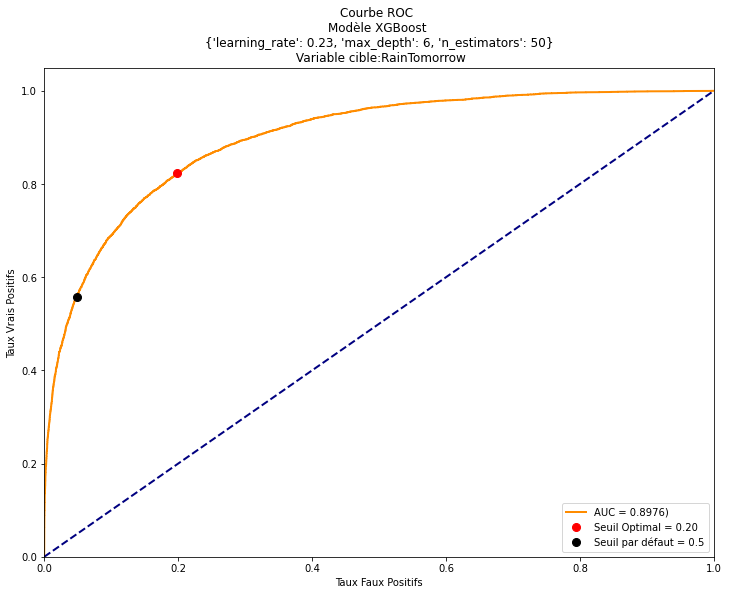 Courbe ROC
Modèle XGBoost
{'learning_rate': 0.23, 'max_depth': 6, 'n_estimators': 50}
Variable cible:RainTomorrow
Taux Vrais Positifs
1.0
0.8
0.6
0.4
0.2
0.0
0.0 0.2 0.4 0.6 0.8 1.0
Taux Faux Positifs
AUC = 0.8976)
Seuil Optimal = 0.20
Seuil par défaut = 0.5